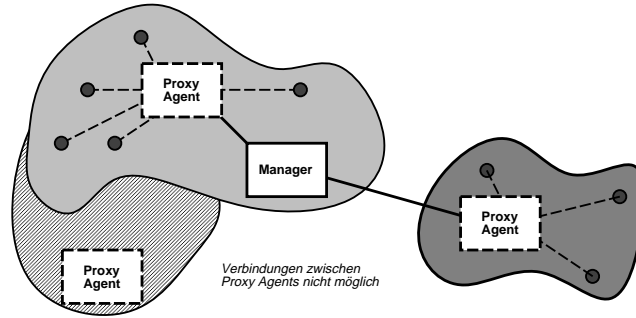 Proxy
Agent
Manager
Proxy
Agent
Proxy
Agent
Verbindungen zwischen
Proxy Agents nicht möglich